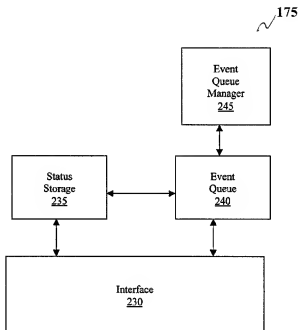 175
Event
Queue
Manager
245
Status
Storage
235
Event
Queue
240
Interface
230